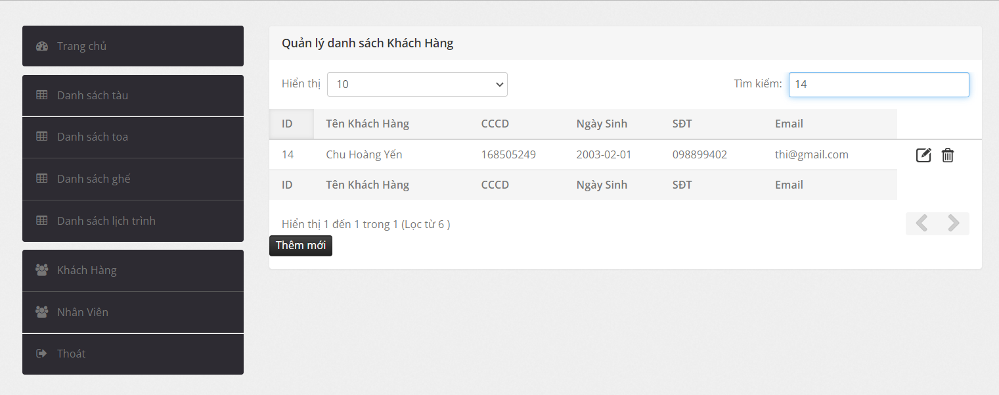 Trang chủ
Danh sách tàu
Danh sách toa
Danh sách ghế
Danh sách lịch trình
Khách Hàng
Nhân Viên
Thoát
Quản lý danh sách Khách Hàng
Hiển thị 10 Tìm kiếm: 14
ID Tên Khách Hàng CCCD Ngày Sinh SĐT Email
14 Chu Hoàng Yến 168505249 2003-02-01 098899402 thi@gmail.com
ID Tên Khách Hàng CCCD Ngày Sinh SĐT Email
Hiển thị 1 đến 1 trong 1 (Lọc từ 6 )
Thêm mới